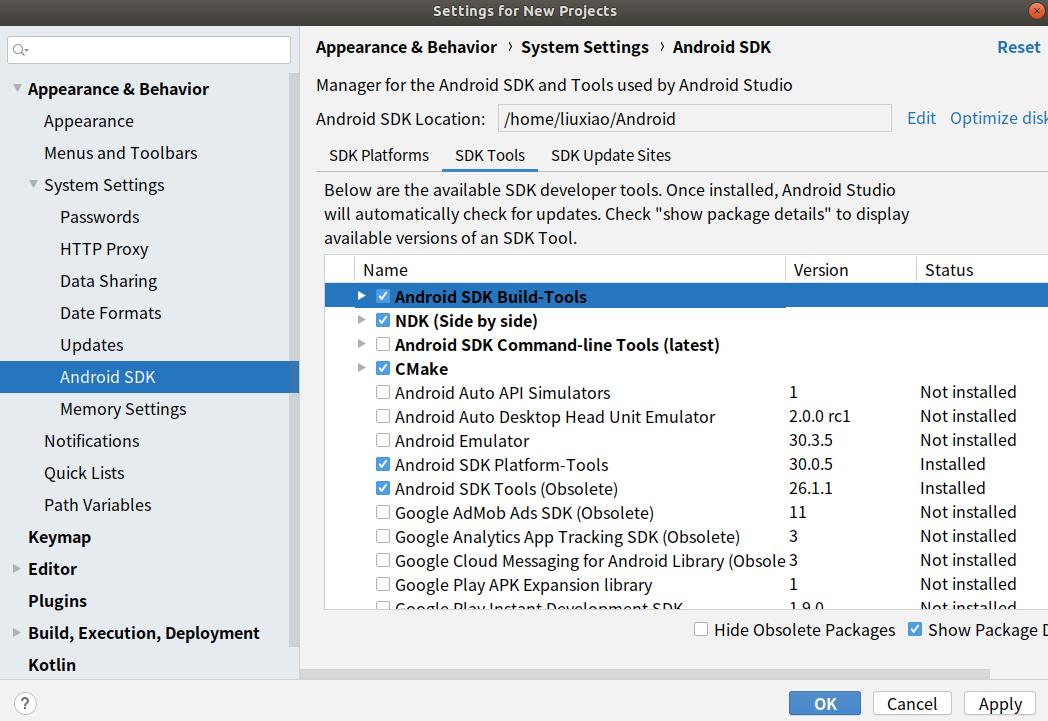 Settings for New Projects
Appearance & Behavior
Appearance
Menus and Toolbars
System Settings
Passwords
HTTP Proxy
Data Sharing
Date Formats
Updates
Android SDK
Memory Settings
Notifications
Quick Lists
Path Variables
Keymap
Editor
Plugins
Build, Execution, Deployment
Kotlin
Appearance & Behavior › System Settings › Android SDK Reset
Manager for the Android SDK and Tools used by Android Studio
Android SDK Location: /home/liuxiao/Android Edit Optimize disk
SDK Platforms SDK Tools SDK Update Sites
Below are the available SDK developer tools. Once installed, Android Studio
will automatically check for updates. Check "show package details" to display
available versions of an SDK Tool.
Name Version Status
Android SDK Build-Tools
NDK (Side by side)
Android SDK Command-line Tools (latest)
CMake
Android Auto API Simulators 1 Not installed
Android Auto Desktop Head Unit Emulator 2.0.0 rc1 Not installed
Android Emulator 30.3.5 Not installed
Android SDK Platform-Tools 30.0.5 Installed
Android SDK Tools (Obsolete) 26.1.1 Installed
Google AdMob Ads SDK (Obsolete) 11 Not installed
Google Analytics App Tracking SDK (Obsolete) 3 Not installed
Google Cloud Messaging for Android Library (Obsole 3 Not installed
Google Play APK Expansion library 1 Not installed
Google Play Instant Development SDK 1.9.0 Not installed
Hide Obsolete Packages Show Package D
? OK Cancel Apply